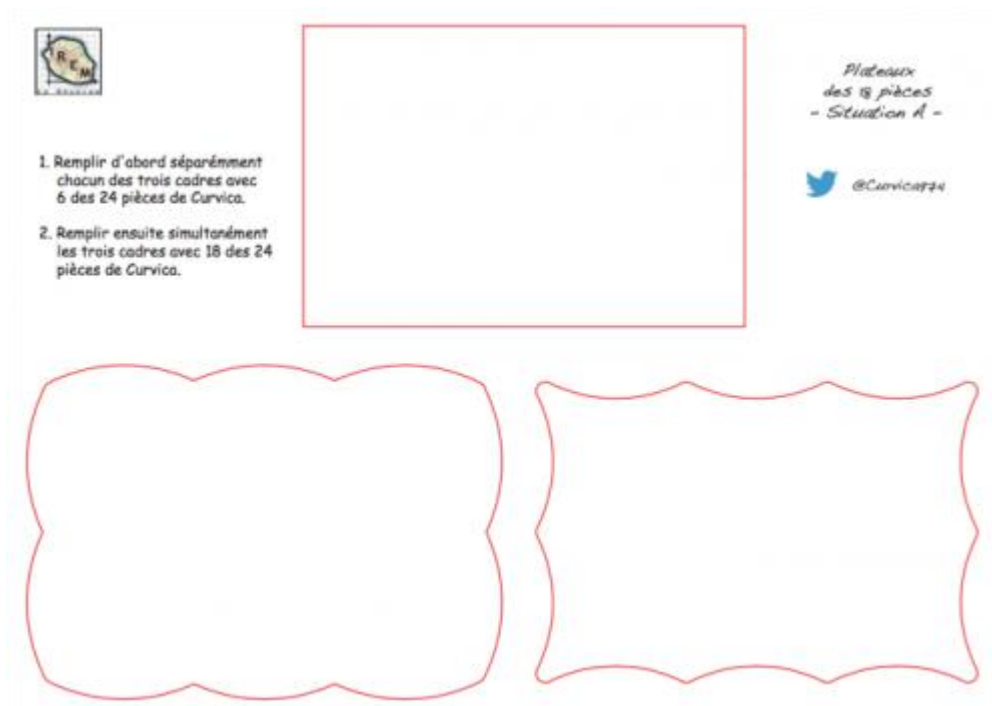 I R E M
1. Remplir d'abord séparémment
chacun des trois cadres avec
6 des 24 pièces de Curvica.
2. Remplir ensuite simultanément
les trois cadres avec 18 des 24
pièces de Curvica.
Plateaux
des 18 pièces
- Situation A -
@Curvica974